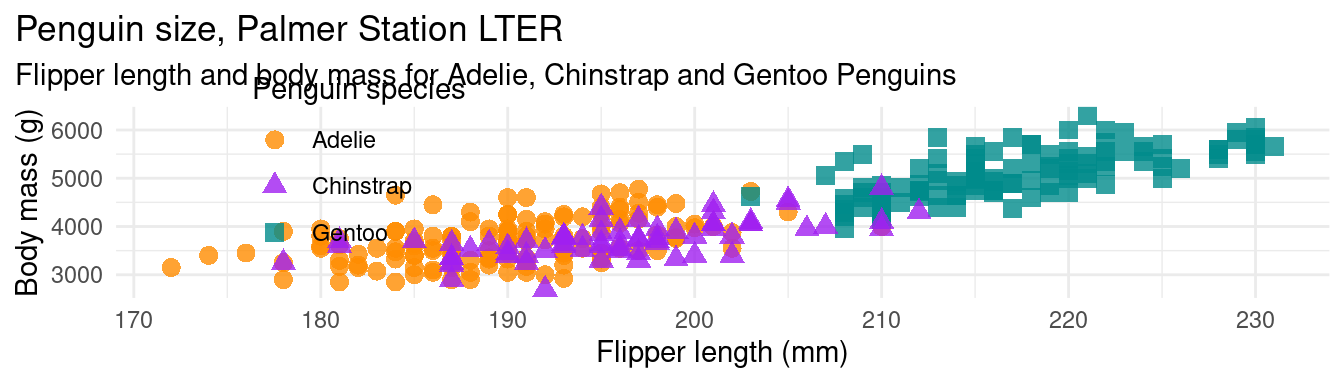 Penguin size, Palmer Station LTER
Flipper length and body mass for Adelie, Chinstrap and Gentoo Penguins
Penguin species
Adelie
Chinstrap
Gentoo
Body mass (g)
6000
5000
4000
3000
170 180 190 200 210 220 230
Flipper length (mm)